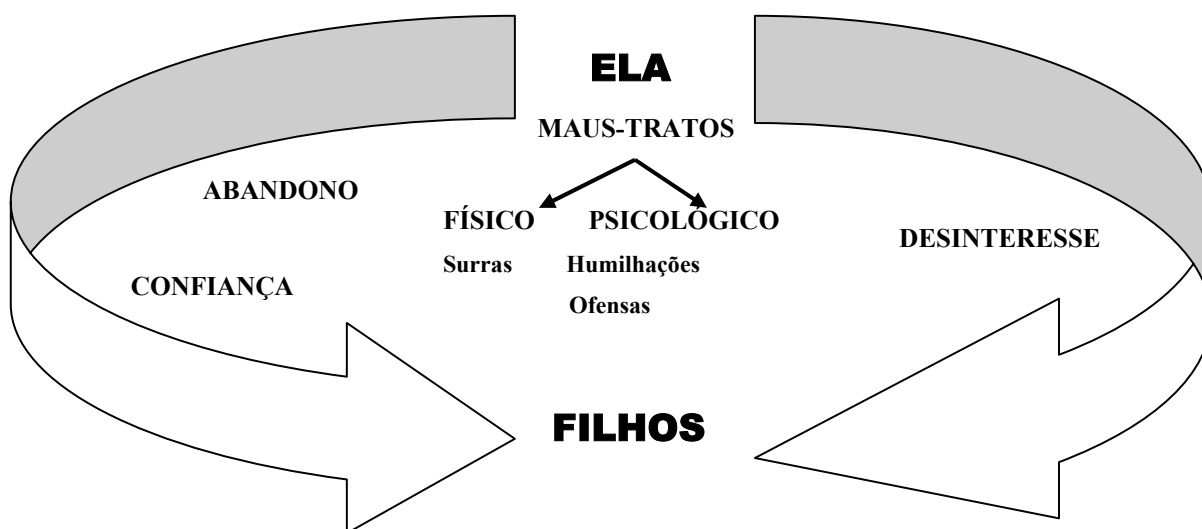 ELA
MAUS-TRATOS
ABANDONO
FÍSICO PSICOLÓGICO
DESINTERESSE
Surras Humilhações
CONFIANÇA
Ofensas
FILHOS